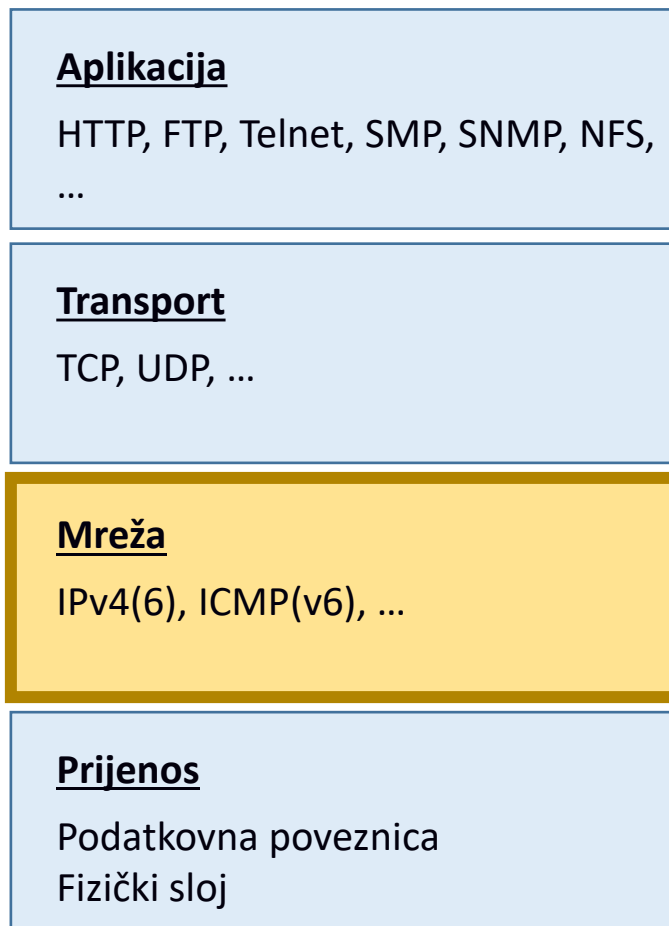 Aplikacija
HTTP, FTP, Telnet, SMP, SNMP, NFS,
…
Transport
TCP, UDP, …
Mreža
IPv4(6), ICMP(v6), …
Prijenos
Podatkovna poveznica
Fizički sloj